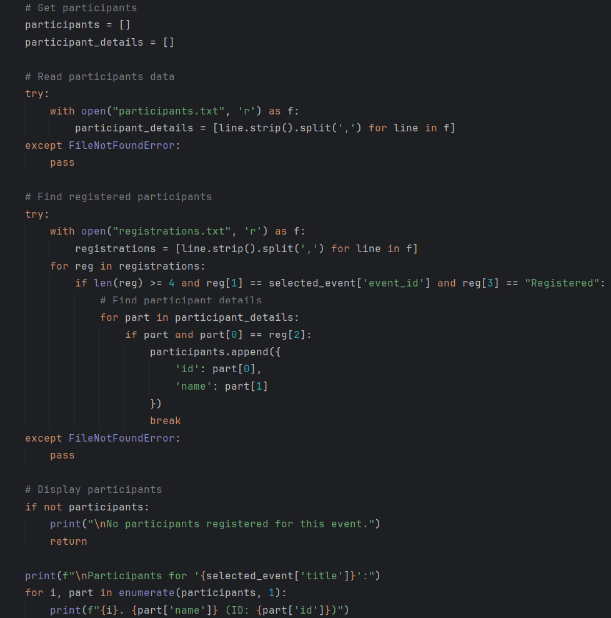 # Get participants
participants = []
participant_details = []
# Read participants data
try:
with open("participants.txt", 'r') as f:
participant_details = [line.strip().split(',') for line in f]
except FileNotFoundError:
pass
# Find registered participants
try:
with open("registrations.txt", 'r') as f:
registrations = [line.strip().split(',') for line in f]
for reg in registrations:
if len(reg) >= 4 and reg[1] == selected_event['event_id'] and reg[3] == "Registered":
# Find participant details
for part in participant_details:
if part and part[0] == reg[2]:
participants.append({
'id': part[0],
'name': part[1]
})
break
except FileNotFoundError:
pass
# Display participants
if not participants:
print("\nNo participants registered for this event.")
return
print(f"\nParticipants for '{selected_event['title']}':")
for i, part in enumerate(participants, 1):
print(f"{i}. {part['name']} (ID: {part['id']})")